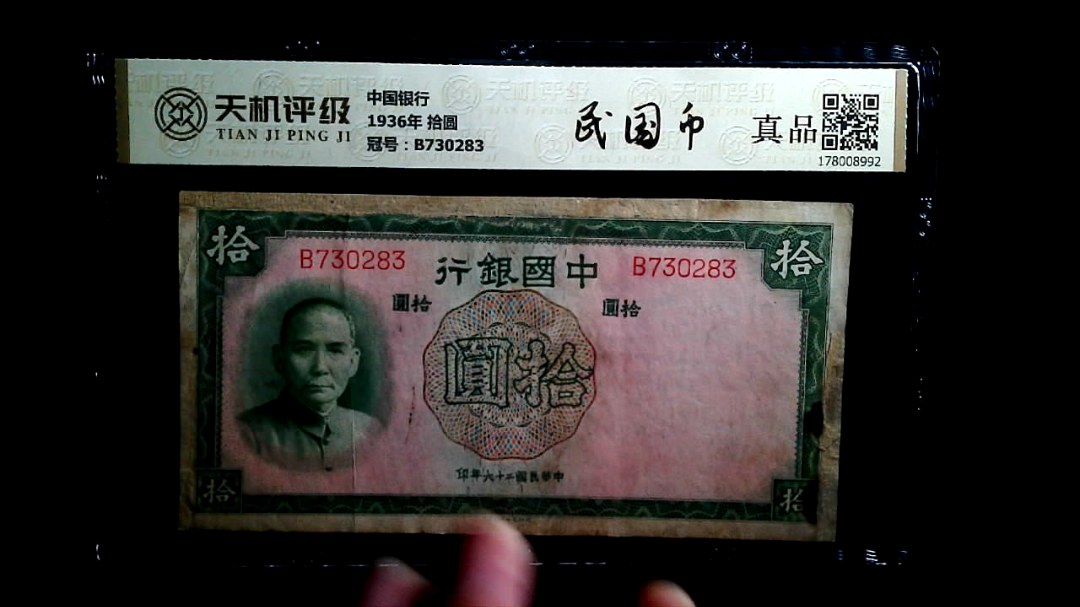 天机评级
TIAN JI PING JI
中国银行
1936年 拾圆
冠号：B730283
民国币
真品
178008992
拾
拾
B730283
中國銀行
B730283
拾圓
拾圓
拾圓
中華民國二十六年印
拾
拾